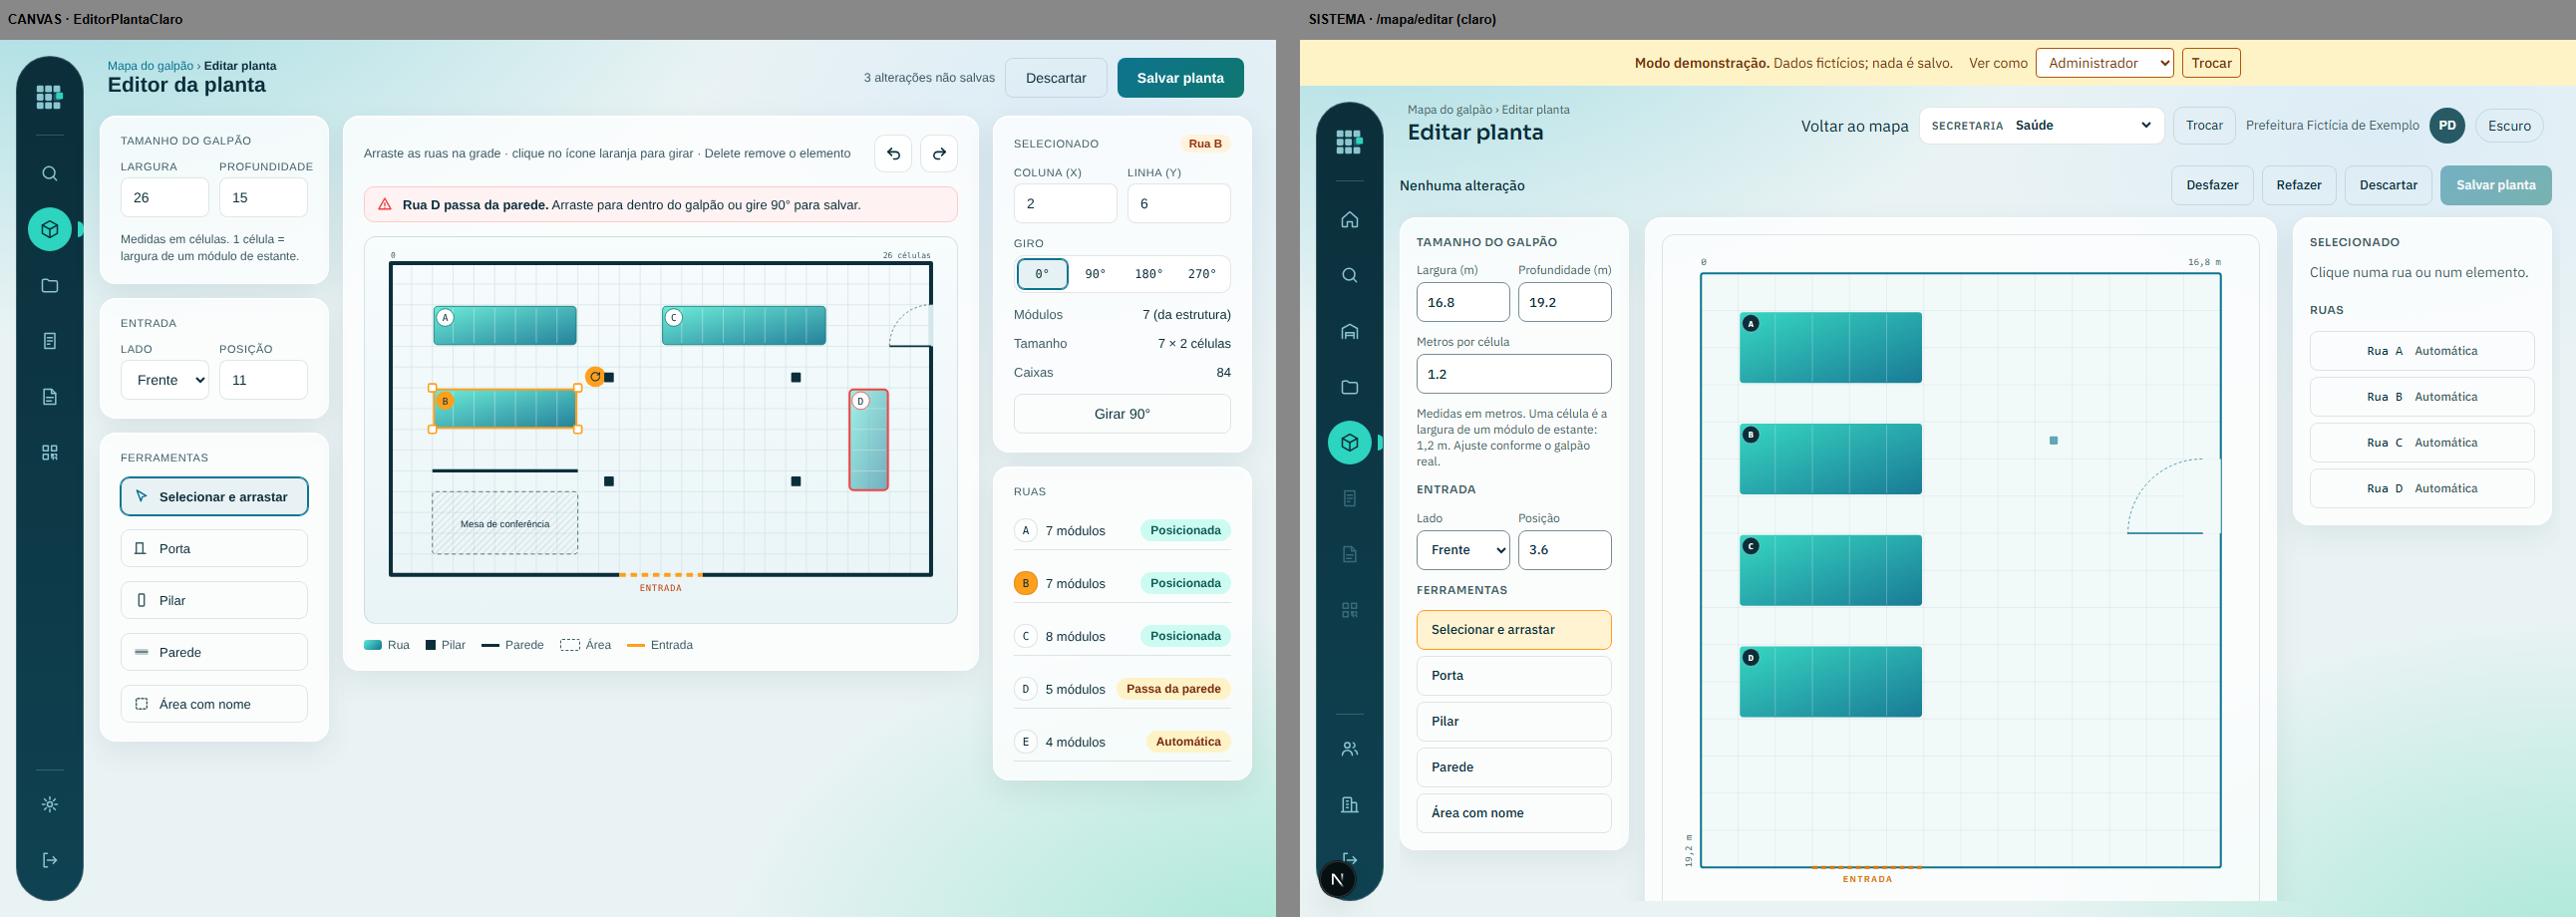 CANVAS · EditorPlantaClaro
Mapa do galpão › Editar planta
Editor da planta
3 alterações não salvas
Descartar
Salvar planta
TAMANHO DO GALPÃO
LARGURA
PROFUNDIDADE
26
15
Medidas em células. 1 célula =
largura de um módulo de estante.
ENTRADA
LADO
POSIÇÃO
Frente
11
FERRAMENTAS
Selecionar e arrastar
Porta
Pilar
Parede
Área com nome
Arraste as ruas na grade · clique no ícone laranja para girar · Delete remove o elemento
Rua D passa da parede. Arraste para dentro do galpão ou gire 90° para salvar.
0
26 células
A
C
B
D
Mesa de conferência
ENTRADA
Rua
Pilar
Parede
Área
Entrada
SELECIONADO
Rua B
COLUNA (X)
LINHA (Y)
2
6
GIRO
0°
90°
180°
270°
Módulos
7 (da estrutura)
Tamanho
7 × 2 células
Caixas
84
Girar 90°
RUAS
A
7 módulos
Posicionada
B
7 módulos
Posicionada
C
8 módulos
Posicionada
D
5 módulos
Passa da parede
E
4 módulos
Automática
SISTEMA · /mapa/editar (claro)
Modo demonstração. Dados fictícios; nada é salvo.
Ver como
Administrador
Trocar
Mapa do galpão › Editar planta
Editar planta
Voltar ao mapa
SECRETARIA
Saúde
Trocar
Prefeitura Fictícia de Exemplo
PD
Escuro
Nenhuma alteração
Desfazer
Refazer
Descartar
Salvar planta
TAMANHO DO GALPÃO
Largura (m)
Profundidade (m)
16.8
19.2
Metros por célula
1.2
Medidas em metros. Uma célula é a
largura de um módulo de estante:
1,2 m. Ajuste conforme o galpão
real.
ENTRADA
Lado
Posição
Frente
3.6
FERRAMENTAS
Selecionar e arrastar
Porta
Pilar
Parede
Área com nome
N
0
16,8 m
A
B
C
D
19,2 m
ENTRADA
SELECIONADO
Clique numa rua ou num elemento.
RUAS
Rua A Automática
Rua B Automática
Rua C Automática
Rua D Automática